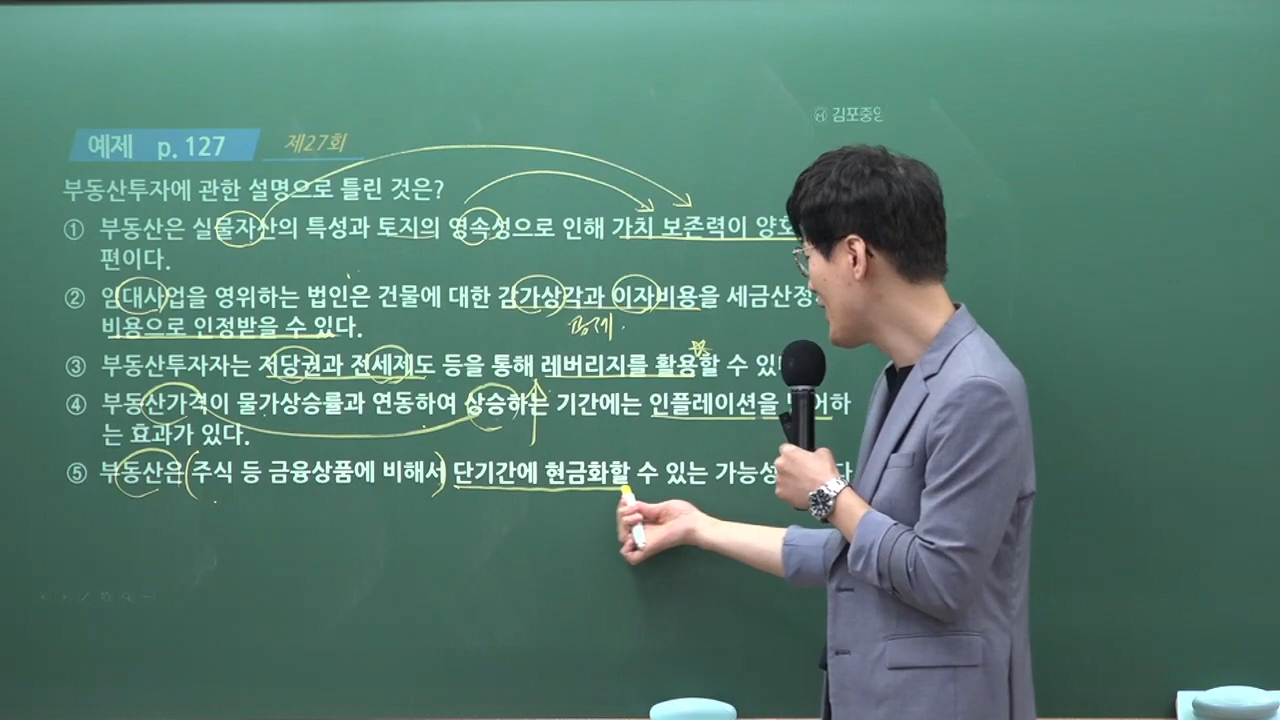 ㉮ 김포중앙
예제 p. 127 제27회
부동산투자에 관한 설명으로 틀린 것은?
① 부동산은 실물자산의 특성과 토지의 영속성으로 인해 가치 보존력이 양호
편이다.
② 임대사업을 영위하는 법인은 건물에 대한 감가상각과 이자비용을 세금산정
비용으로 인정받을 수 있다.
공제.
③ 부동산투자자는 저당권과 전세제도 등을 통해 레버리지를 활용할 수 있
④ 부동산가격이 물가상승률과 연동하여 상승하는 기간에는 인플레이션을 하
는 효과가 있다.
⑤ 부동산은 (주식 등 금융상품에 비해서) 단기간에 현금화할 수 있는 가능성